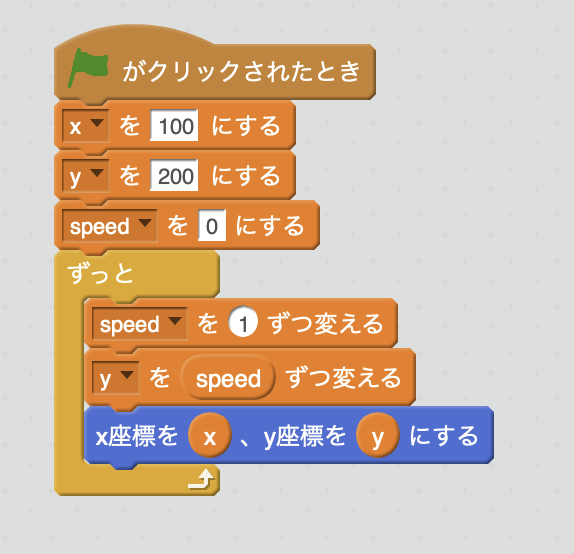 がクリックされたとき
x を 100 にする
y を 200 にする
speed を 0 にする
ずっと
speed を 1 ずつ変える
y を speed ずつ変える
x座標を x 、y座標を y にする